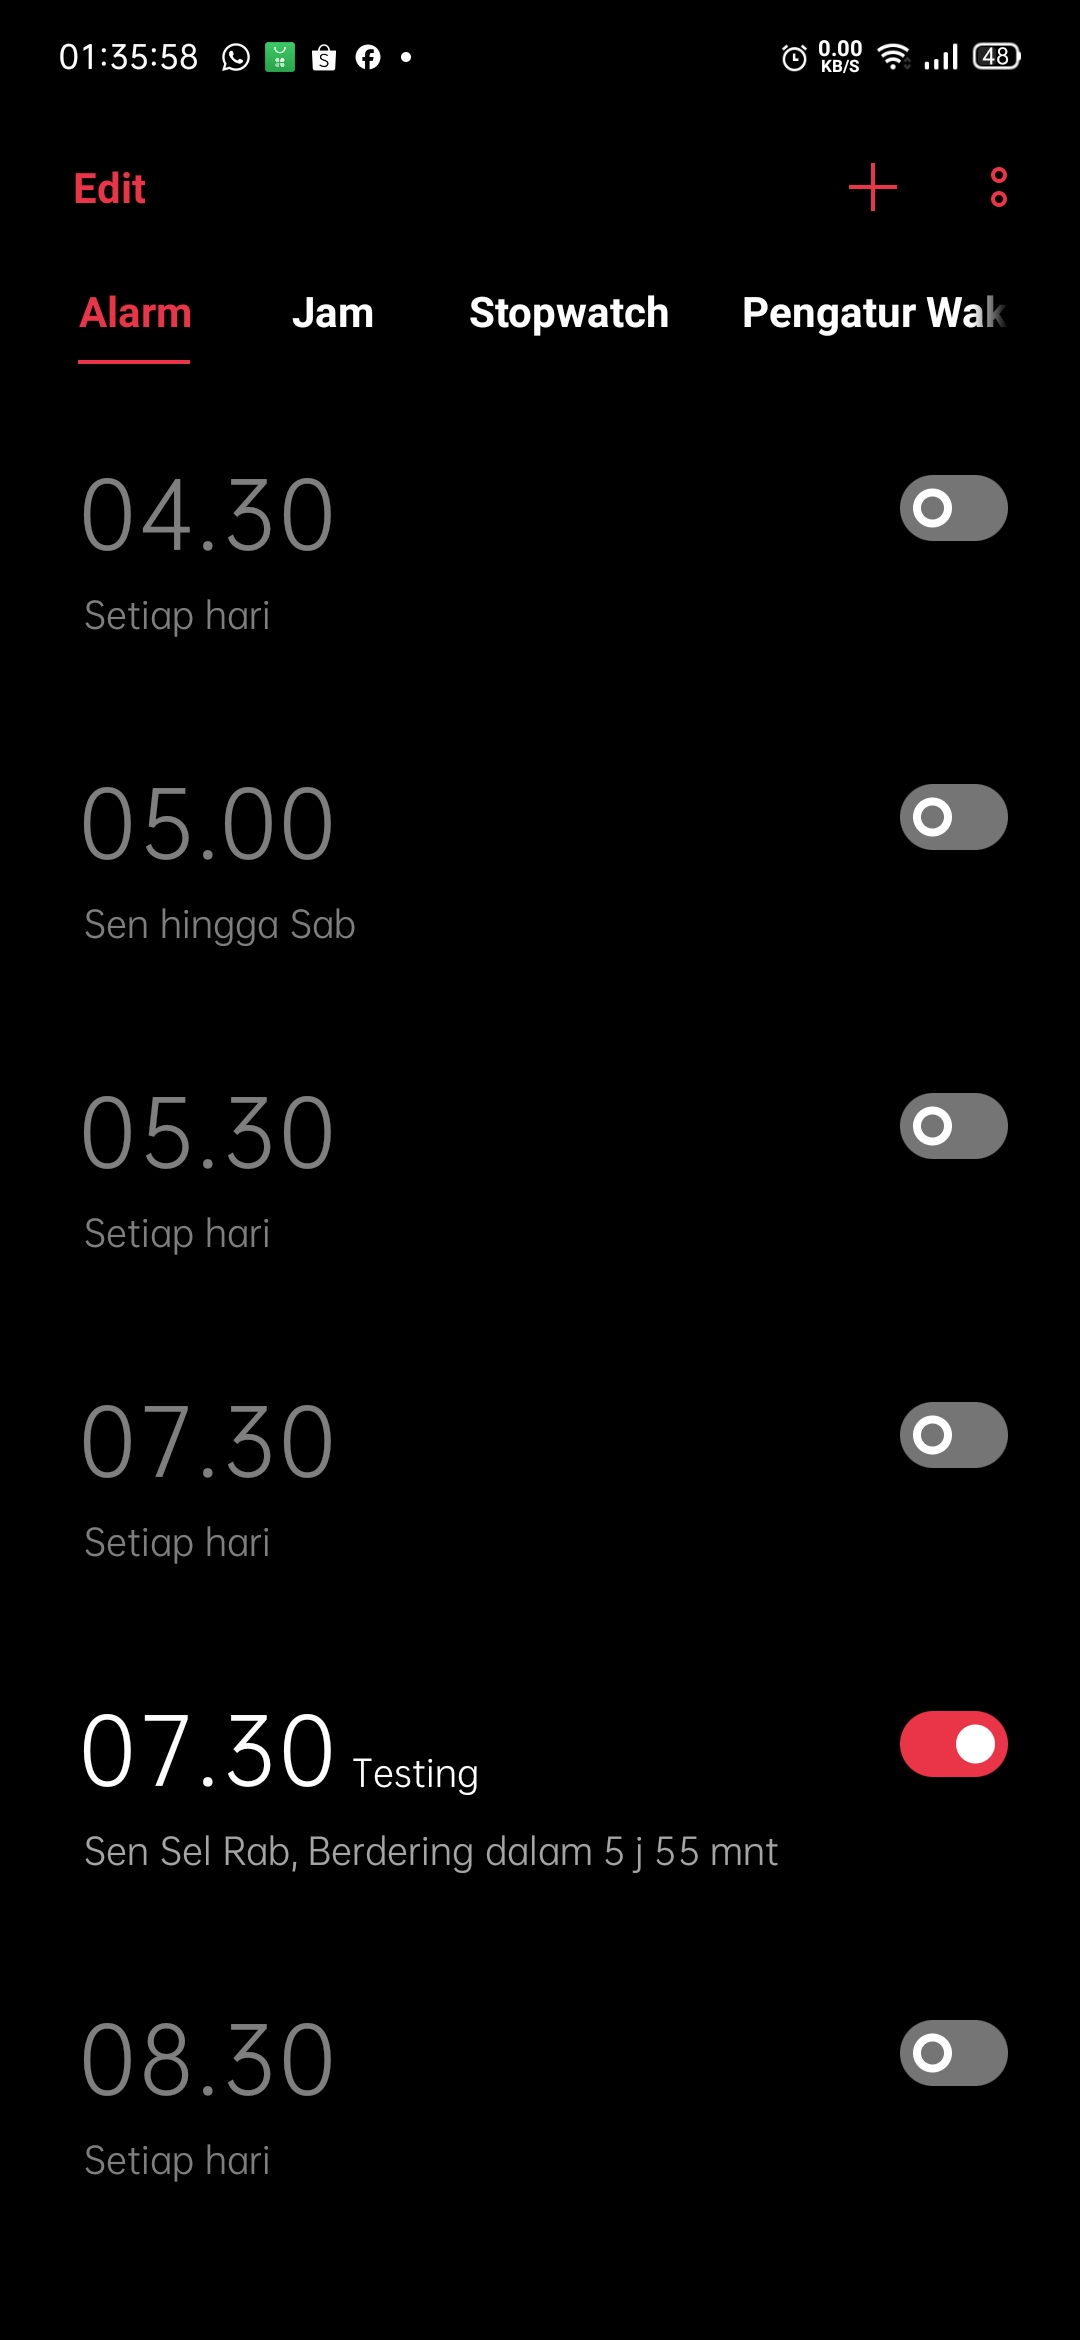 01:35:58 0.00 KB/S 48
Edit
Alarm Jam Stopwatch Pengatur Wak
04.30
Setiap hari
05.00
Sen hingga Sab
05.30
Setiap hari
07.30
Setiap hari
07.30 Testing
Sen Sel Rab, Berdering dalam 5 j 55 mnt
08.30
Setiap hari